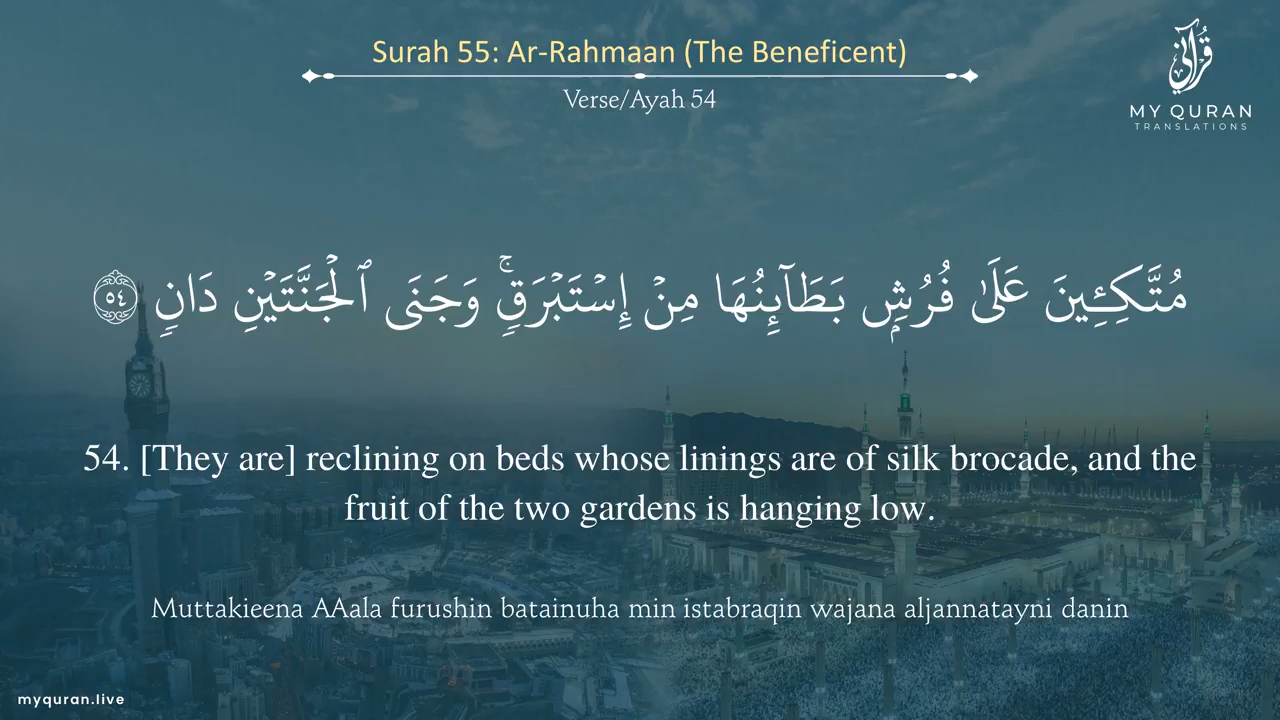 Surah 55: Ar-Rahmaan (The Beneficent)
Verse/Ayah 54
قرآني
MY QURAN
TRANSLATIONS
مُتَّكِـِٔينَ عَلَىٰ فُرُشٍۭ بَطَآئِنُهَا مِنْ إِسْتَبْرَقٍۢ ۚ وَجَنَى ٱلْجَنَّتَيْنِ دَانٍۢ ٥٤
54. [They are] reclining on beds whose linings are of silk brocade, and the
fruit of the two gardens is hanging low.
Muttakieena AAala furushin batainuha min istabraqin wajana aljannatayni danin
myquran.live